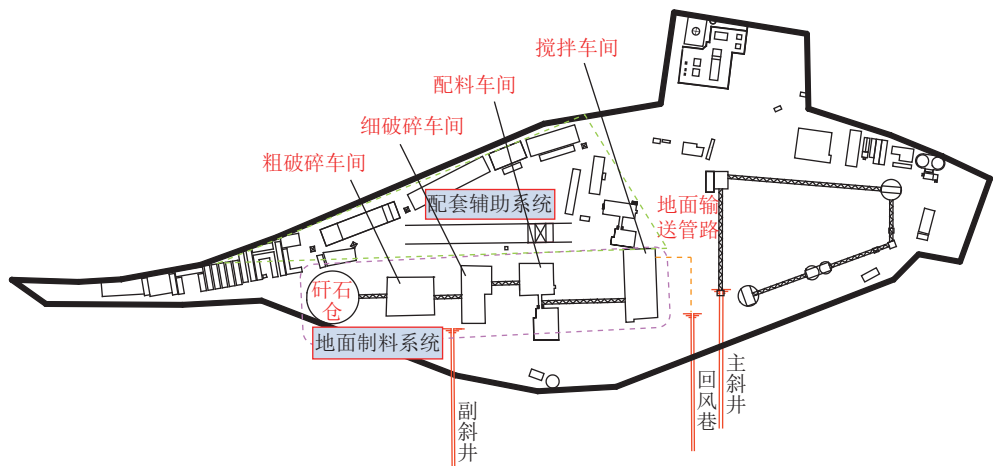 搅拌车间
配料车间
细破碎车间
粗破碎车间
配套辅助系统
地面输
送管路
矸石
仓
地面制料系统
副斜井
回风巷
主斜井